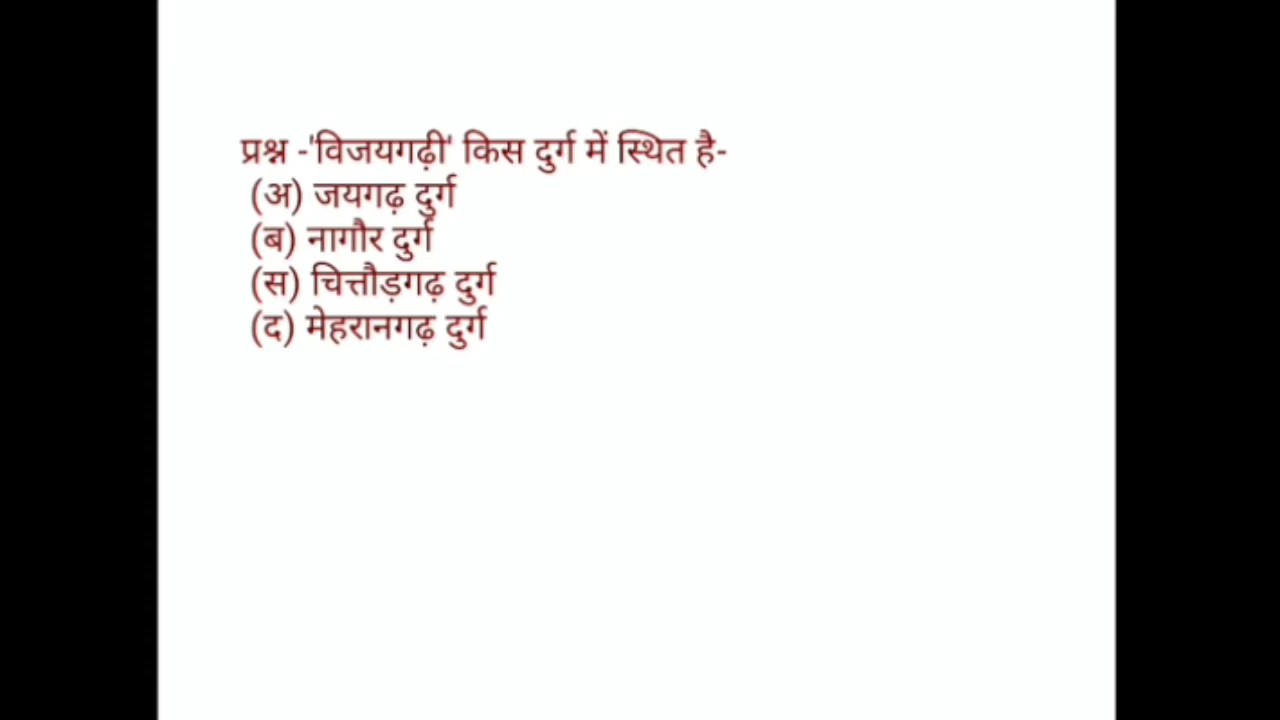 प्रश्न -'विजयगढ़ी' किस दुर्ग में स्थित है-
(अ) जयगढ़ दुर्ग
(ब) नागौर दुर्ग
(स) चित्तौड़गढ़ दुर्ग
(द) मेहरानगढ़ दुर्ग